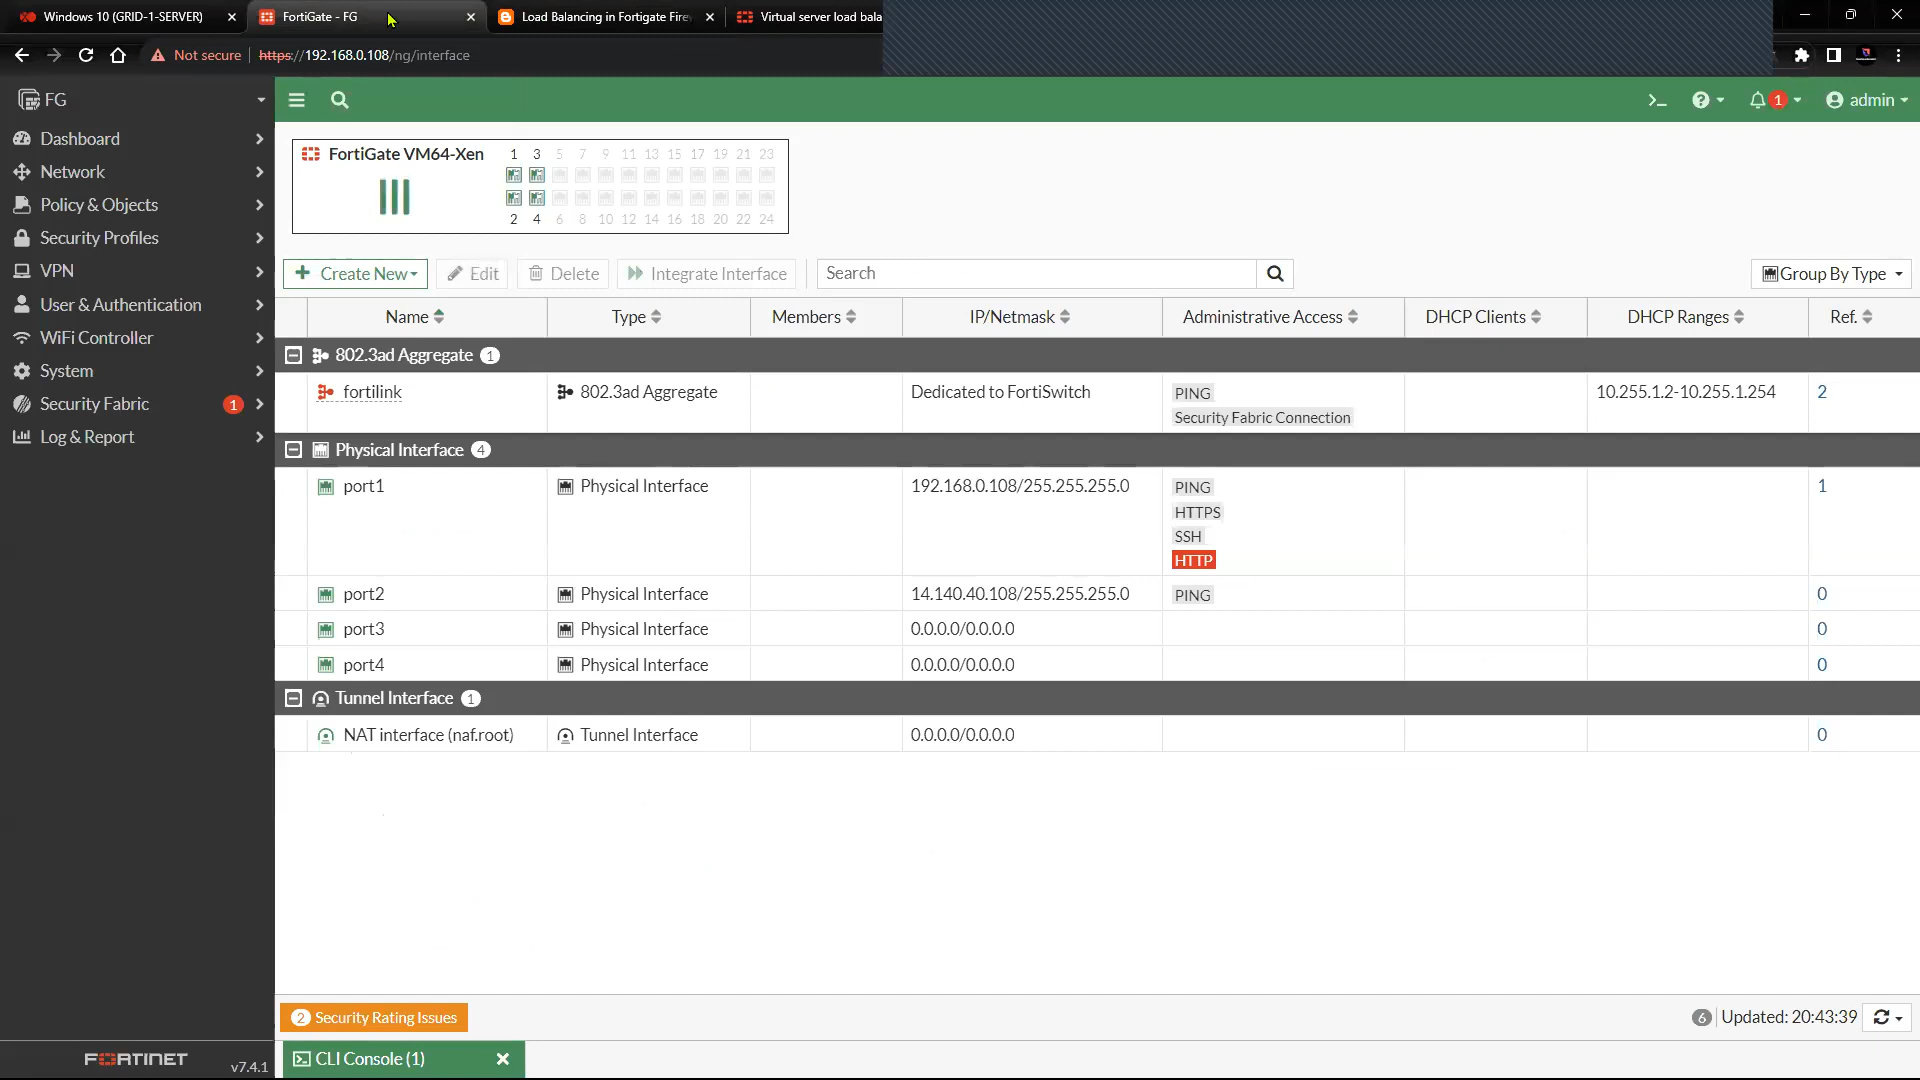 Windows 10 (GRID-1-SERVER)
FortiGate - FG
Load Balancing in Fortigate Fire
Virtual server load bala
Not secure
https://192.168.0.108/ng/interface
FG
admin
1
Dashboard
Network
Policy & Objects
Security Profiles
VPN
User & Authentication
WiFi Controller
System
Security Fabric 1
Log & Report
FORTINET v7.4.1
FortiGate VM64-Xen
1 3 5 7 9 11 13 15 17 19 21 23
2 4 6 8 10 12 14 16 18 20 22 24
Create New Edit Delete Integrate Interface Search Group By Type
Name Type Members IP/Netmask Administrative Access DHCP Clients DHCP Ranges Ref.
802.3ad Aggregate 1
fortilink 802.3ad Aggregate Dedicated to FortiSwitch PING 10.255.1.2-10.255.1.254 2
Security Fabric Connection
Physical Interface 4
port1 Physical Interface 192.168.0.108/255.255.255.0 PING 1
HTTPS
SSH
HTTP
port2 Physical Interface 14.140.40.108/255.255.255.0 PING 0
port3 Physical Interface 0.0.0.0/0.0.0.0 0
port4 Physical Interface 0.0.0.0/0.0.0.0 0
Tunnel Interface 1
NAT interface (naf.root) Tunnel Interface 0.0.0.0/0.0.0.0 0
2 Security Rating Issues
6 Updated: 20:43:39
CLI Console (1)